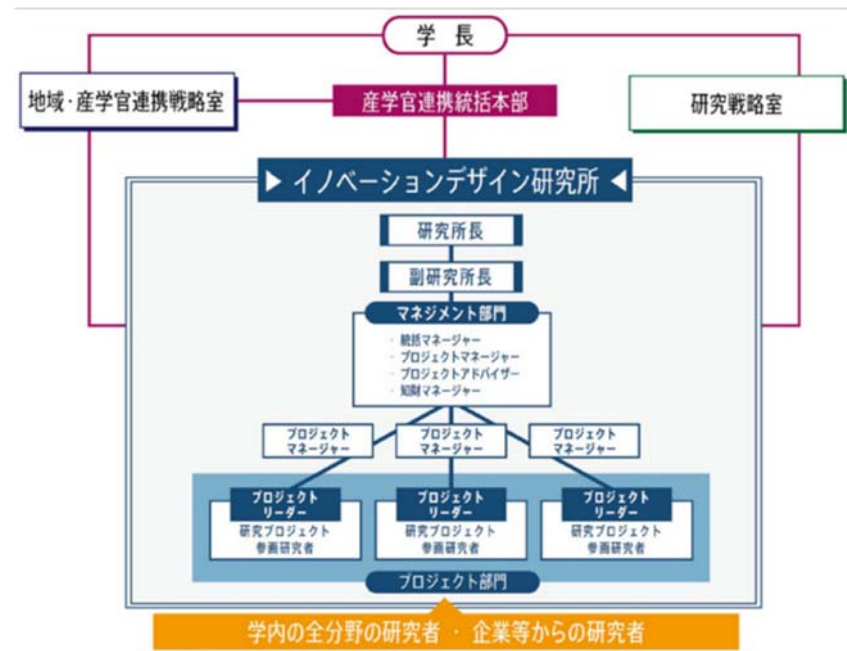 学 長
地域・産学官連携戦略室
産学官連携統括本部
研究戦略室
▶ イノベーションデザイン研究所 ◀
研究所長
副研究所長
マネジメント部門
・ 統括マネージャー
・ プロジェクトマネージャー
・ プロジェクトアドバイザー
・ 知財マネージャー
プロジェクト
マネージャー
プロジェクト
マネージャー
プロジェクト
マネージャー
プロジェクト
リーダー
研究プロジェクト
参画研究者
プロジェクト
リーダー
研究プロジェクト
参画研究者
プロジェクト
リーダー
研究プロジェクト
参画研究者
プロジェクト部門
学内の全分野の研究者 ・ 企業等からの研究者